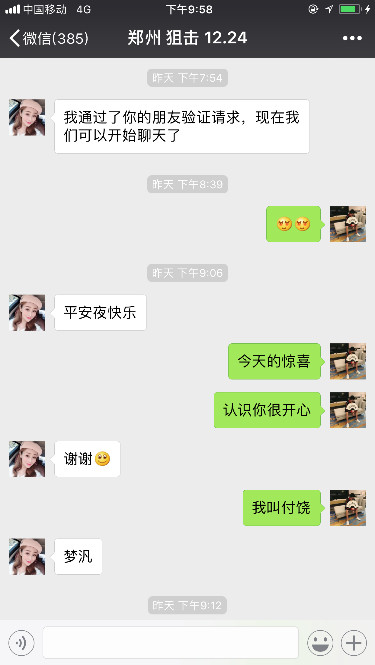 中国移动 4G 下午9:58
微信(385) 郑州 狙击 12.24
昨天 下午7:54
我通过了你的朋友验证请求，现在我
们可以开始聊天了
昨天 下午8:39
昨天 下午9:06
平安夜快乐
今天的惊喜
认识你很开心
谢谢
我叫付饶
梦汎
昨天 下午9:12